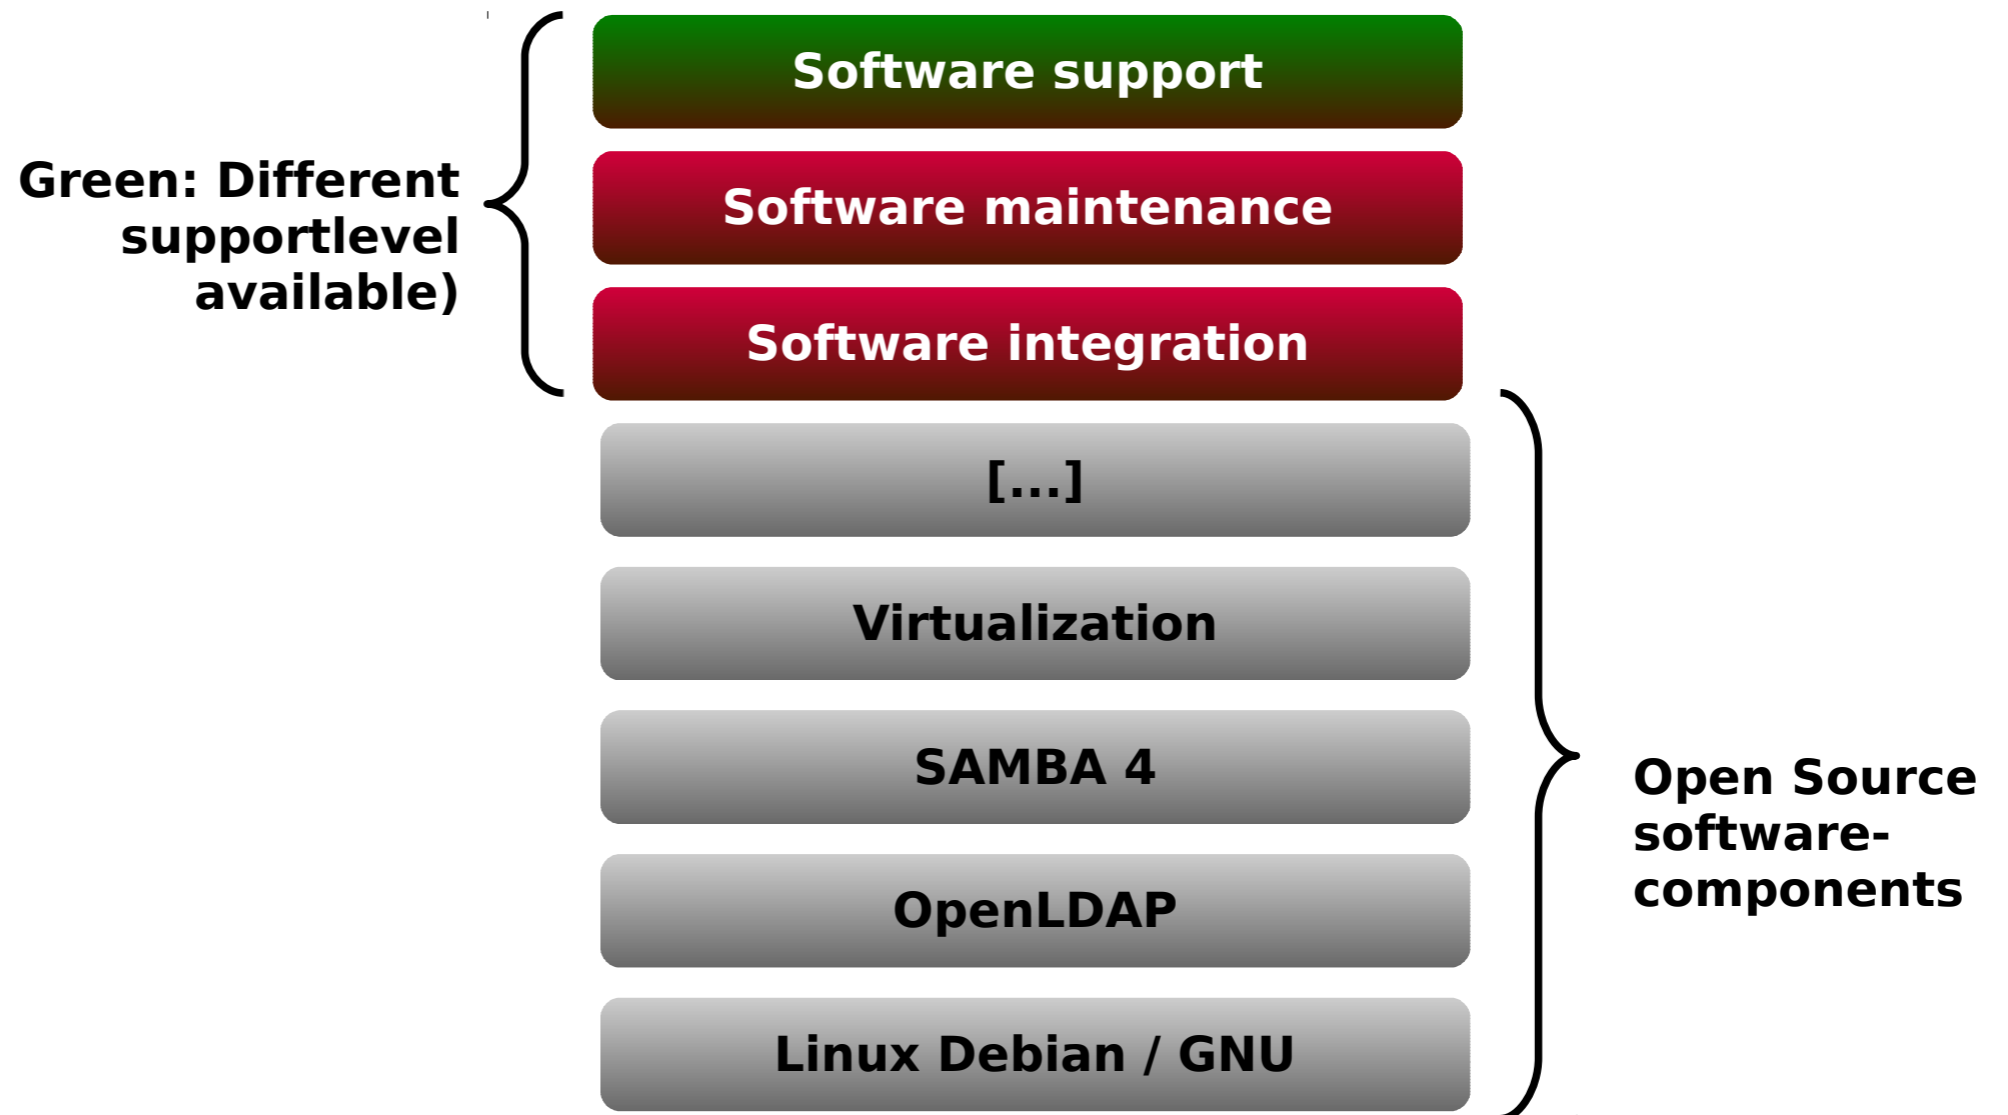 Software support
Software maintenance
Software integration
Green: Different
supportlevel
available)
[...]
Virtualization
SAMBA 4
OpenLDAP
Linux Debian / GNU
Open Source
software-
components